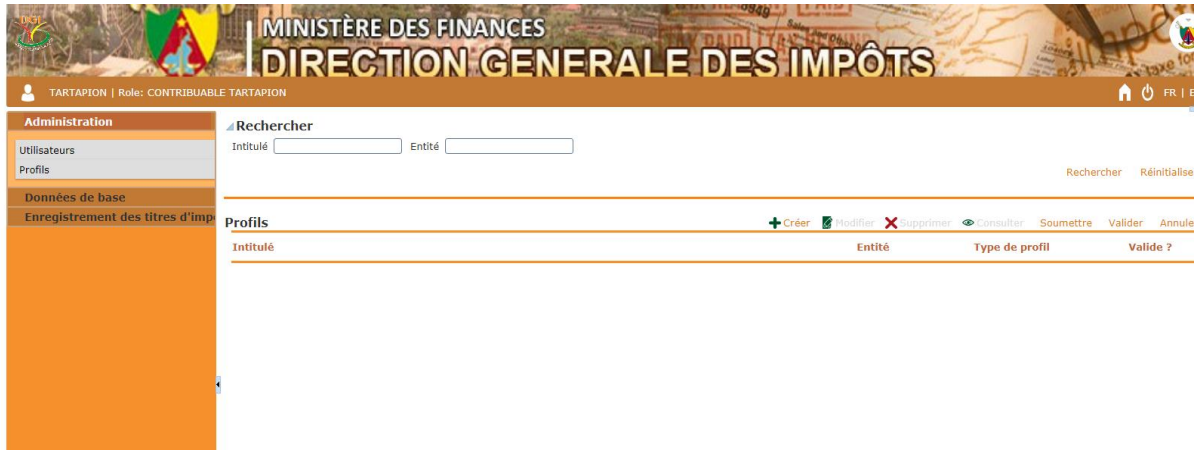 DGI
MINISTÈRE DES FINANCES
DIRECTION GENERALE DES IMPÔTS
TARTAPION | Role: CONTRIBUABLE TARTAPION
FR | E
Administration
Utilisateurs
Profils
Données de base
Enregistrement des titres d'imp
Rechercher
Intitulé Entité
Rechercher Réinitialise
Profils Créer Modifier Supprimer Consulter Soumettre Valider Annule
Intitulé Entité Type de profil Valide ?